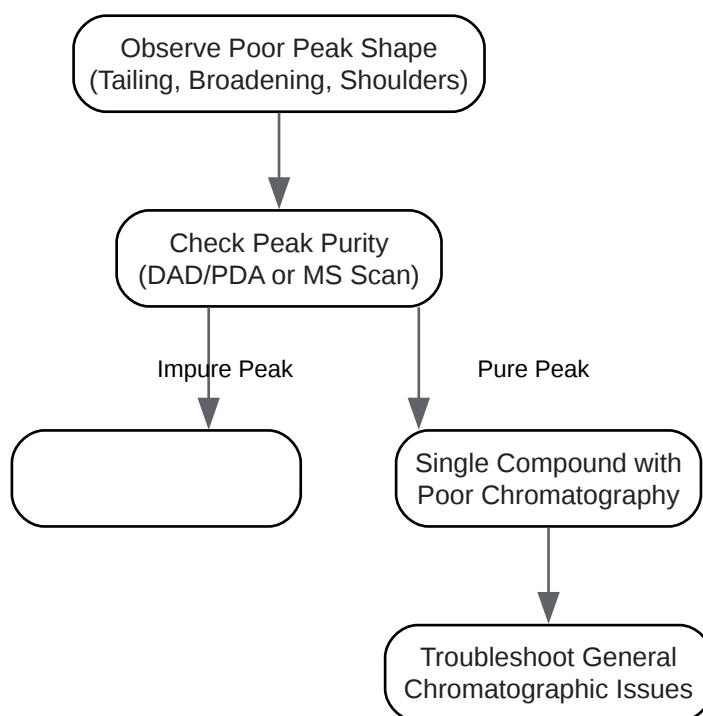 Observe Poor Peak Shape
(Tailing, Broadening, Shoulders)
Check Peak Purity
(DAD/PDA or MS Scan)
Impure Peak
Pure Peak
Single Compound with
Poor Chromatography
Troubleshoot General
Chromatographic Issues